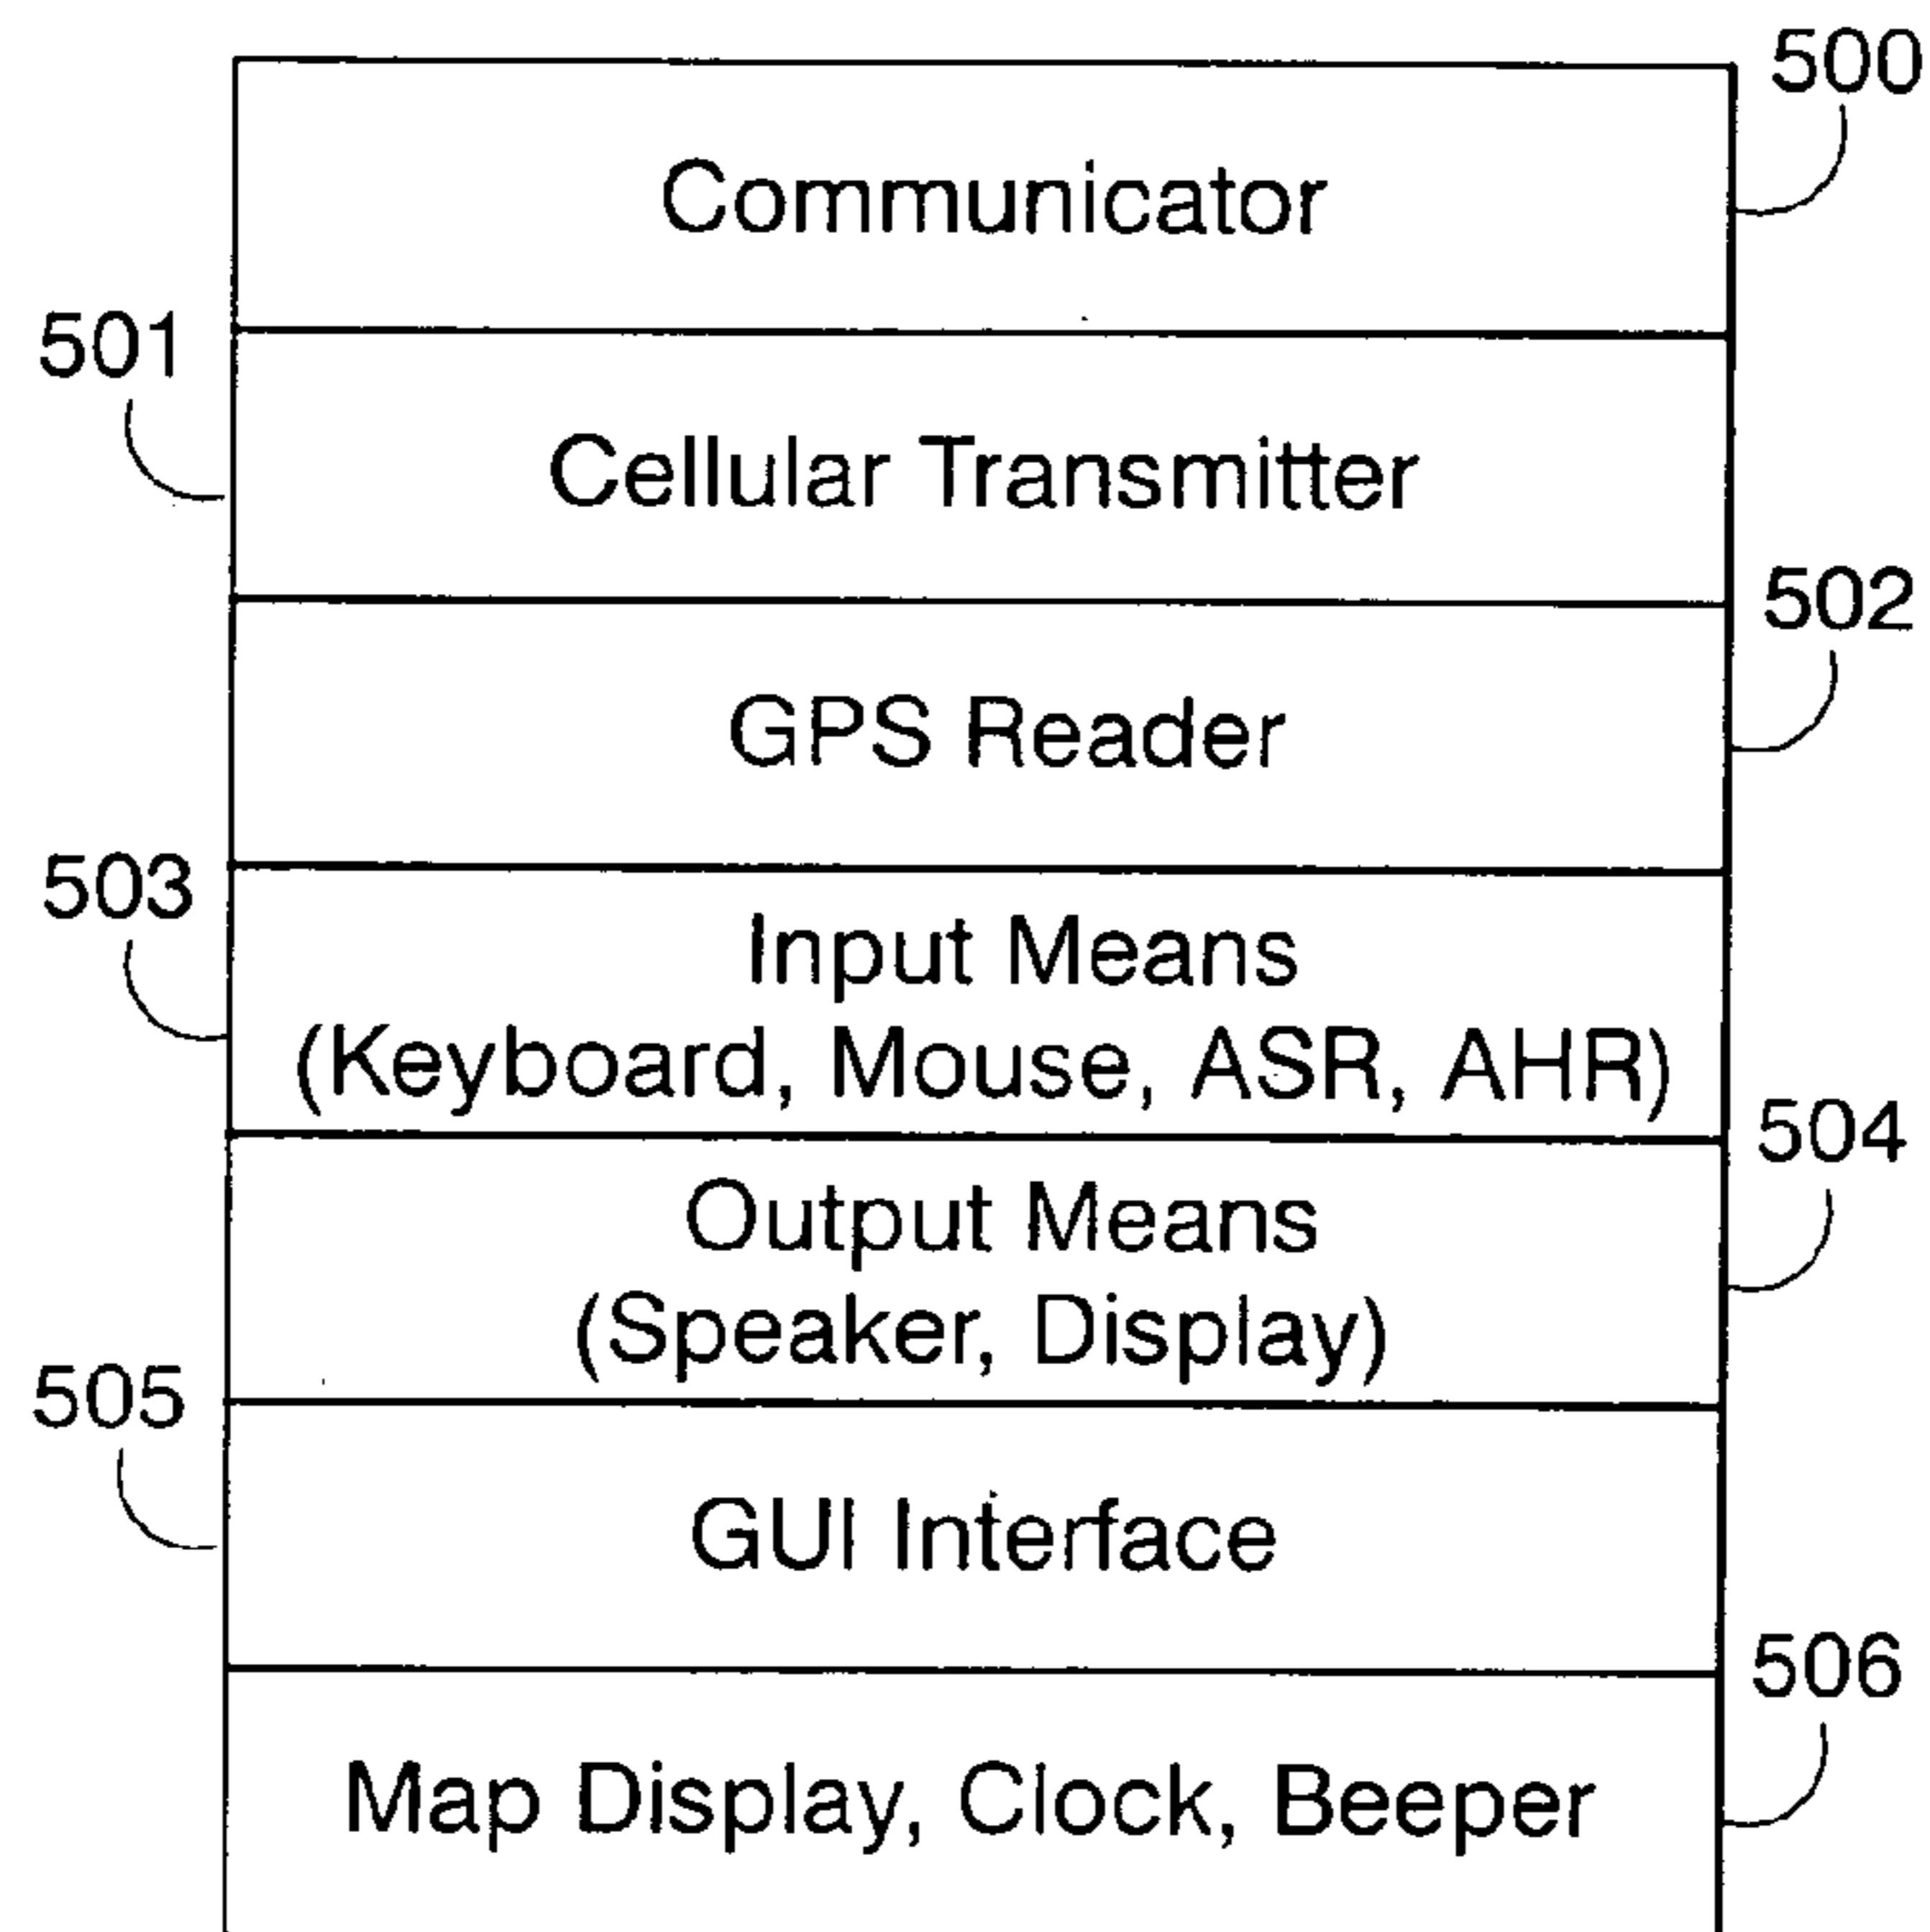 500
Communicator
501
Cellular Transmitter
502
GPS Reader
503
Input Means
(Keyboard, Mouse, ASR, AHR)
504
Output Means
(Speaker, Display)
505
GUI Interface
506
Map Display, Clock, Beeper